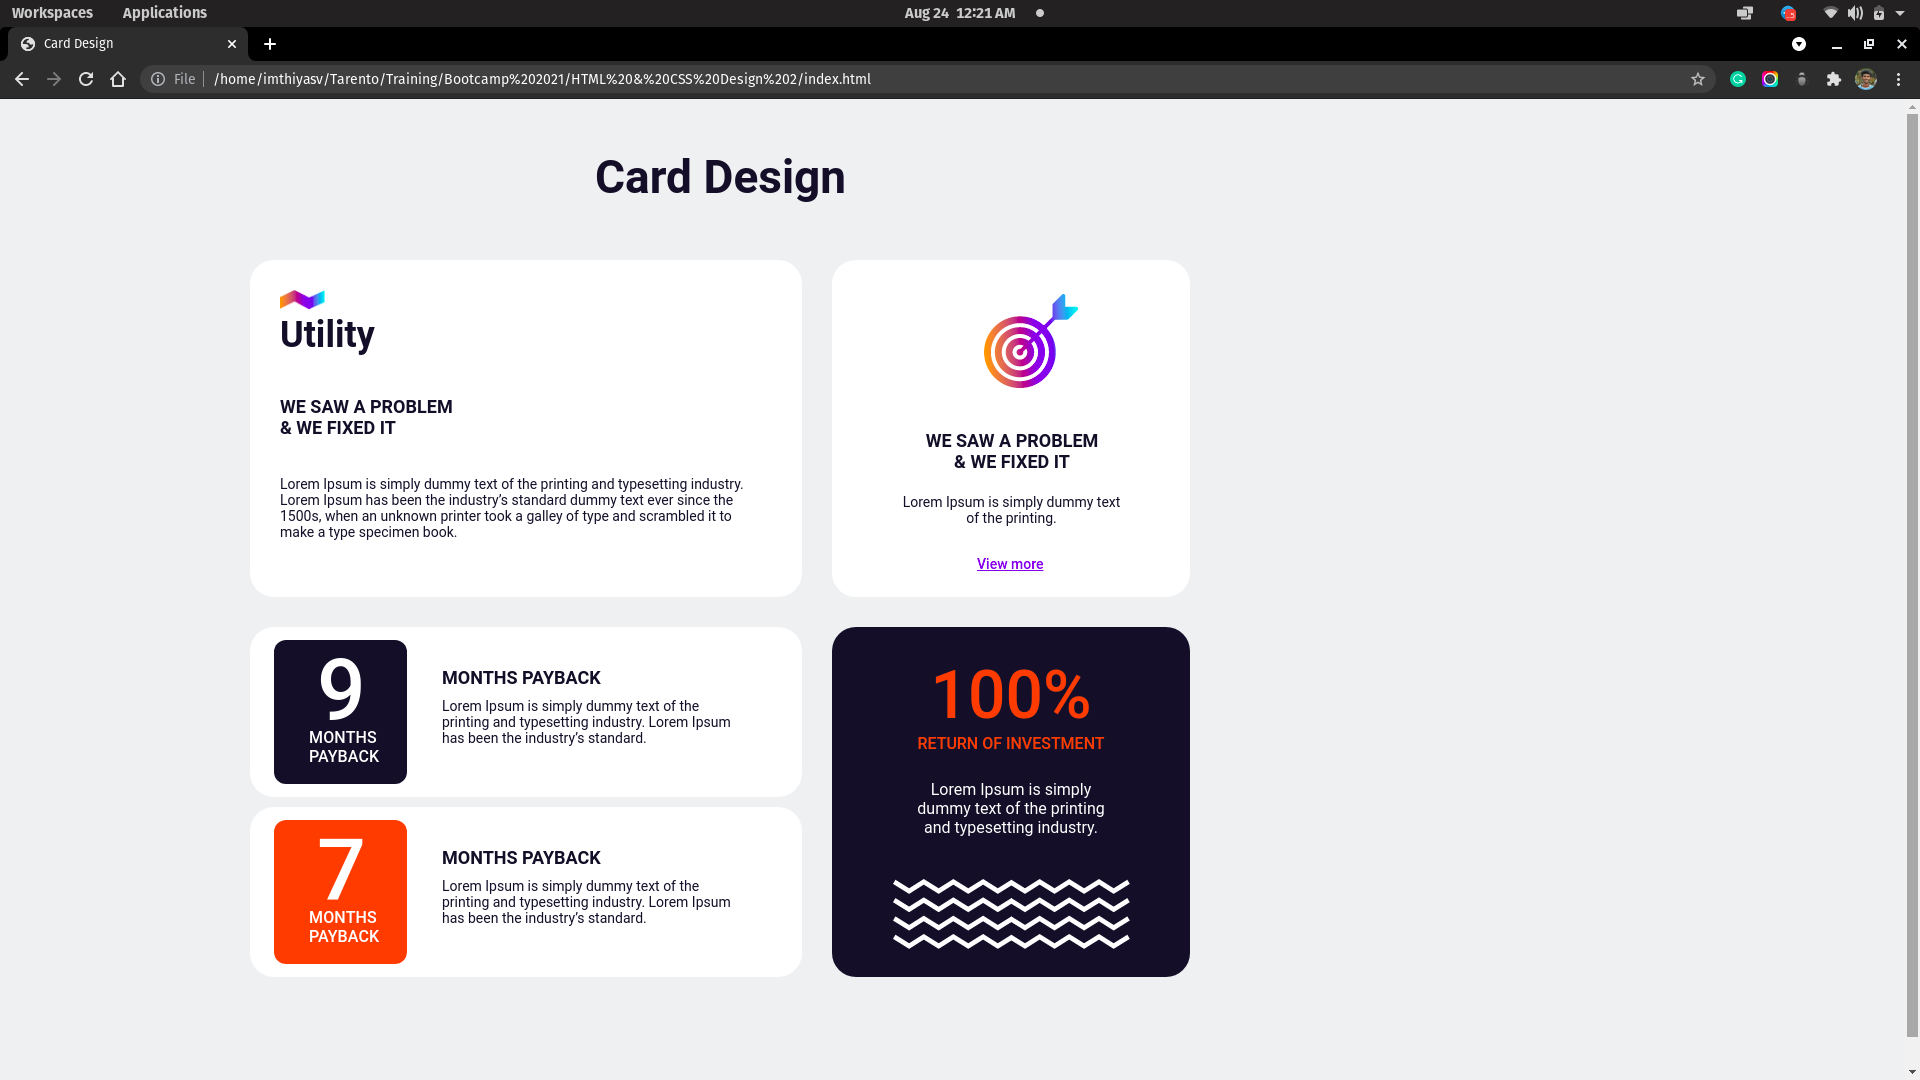 Workspaces Applications Aug 24 12:21 AM
Card Design
File /home/imthiyasv/Tarento/Training/Bootcamp%202021/HTML%20&%20CSS%20Design%202/index.html
Card Design
Utility
WE SAW A PROBLEM
& WE FIXED IT
Lorem Ipsum is simply dummy text of the printing and typesetting industry.
Lorem Ipsum has been the industry’s standard dummy text ever since the
1500s, when an unknown printer took a galley of type and scrambled it to
make a type specimen book.
WE SAW A PROBLEM
& WE FIXED IT
Lorem Ipsum is simply dummy text
of the printing.
View more
9
MONTHS
PAYBACK
MONTHS PAYBACK
Lorem Ipsum is simply dummy text of the
printing and typesetting industry. Lorem Ipsum
has been the industry’s standard.
7
MONTHS
PAYBACK
MONTHS PAYBACK
Lorem Ipsum is simply dummy text of the
printing and typesetting industry. Lorem Ipsum
has been the industry’s standard.
100%
RETURN OF INVESTMENT
Lorem Ipsum is simply
dummy text of the printing
and typesetting industry.